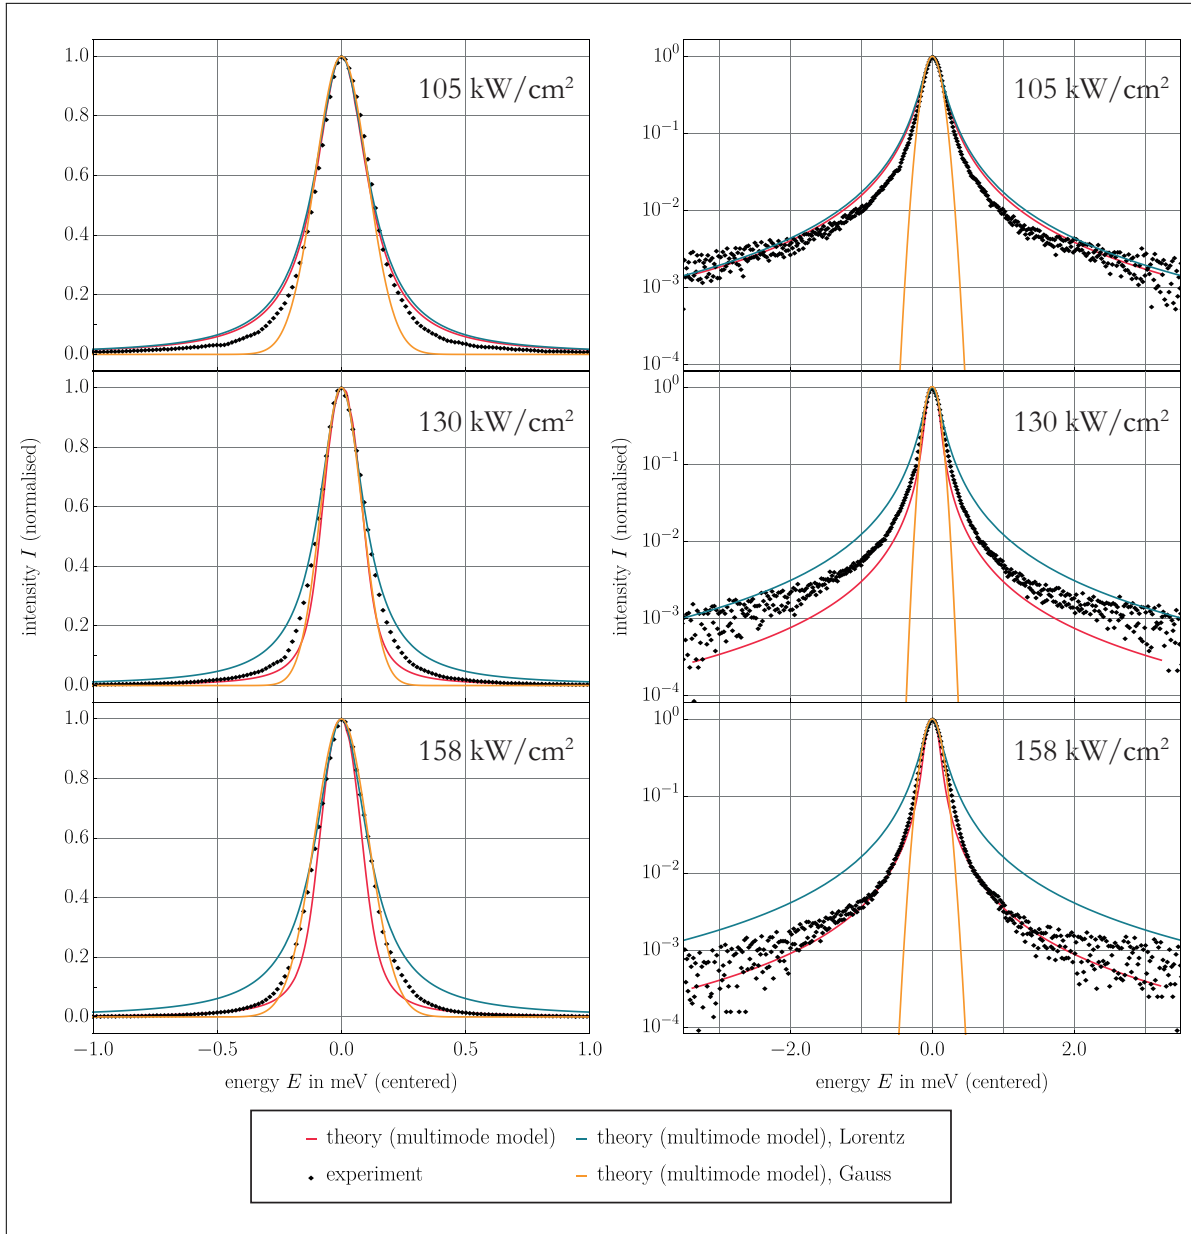 1.0
0.8
0.6
0.4
0.2
0.0
105 kW/cm²
10⁰
10⁻¹
10⁻²
10⁻³
10⁻⁴
105 kW/cm²
1.0
0.8
0.6
0.4
0.2
0.0
130 kW/cm²
intensity I (normalised)
10⁰
10⁻¹
10⁻²
10⁻³
10⁻⁴
130 kW/cm²
intensity I (normalised)
1.0
0.8
0.6
0.4
0.2
0.0
158 kW/cm²
10⁰
10⁻¹
10⁻²
10⁻³
10⁻⁴
158 kW/cm²
−1.0 −0.5 0.0 0.5 1.0
−2.0 0.0 2.0
energy E in meV (centered)
energy E in meV (centered)
theory (multimode model)
theory (multimode model), Lorentz
experiment
theory (multimode model), Gauss